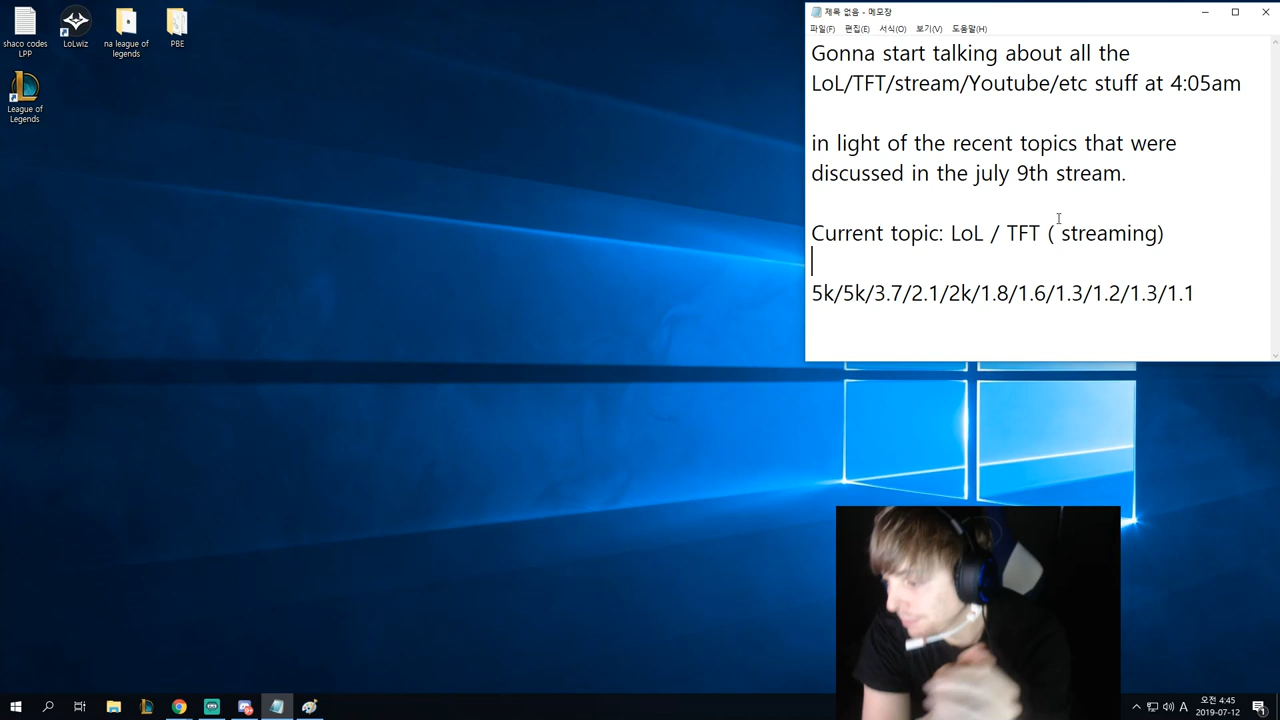 shaco codes
LPP
LoLwiz
na league of
legends
PBE
League of
Legends
제목 없음 - 메모장
파일(F) 편집(E) 서식(O) 보기(V) 도움말(H)
Gonna start talking about all the
LoL/TFT/stream/Youtube/etc stuff at 4:05am
in light of the recent topics that were
discussed in the july 9th stream.
Current topic: LoL / TFT ( streaming)
5k/5k/3.7/2.1/2k/1.8/1.6/1.3/1.2/1.3/1.1
A
오전 4:45
2019-07-12
1